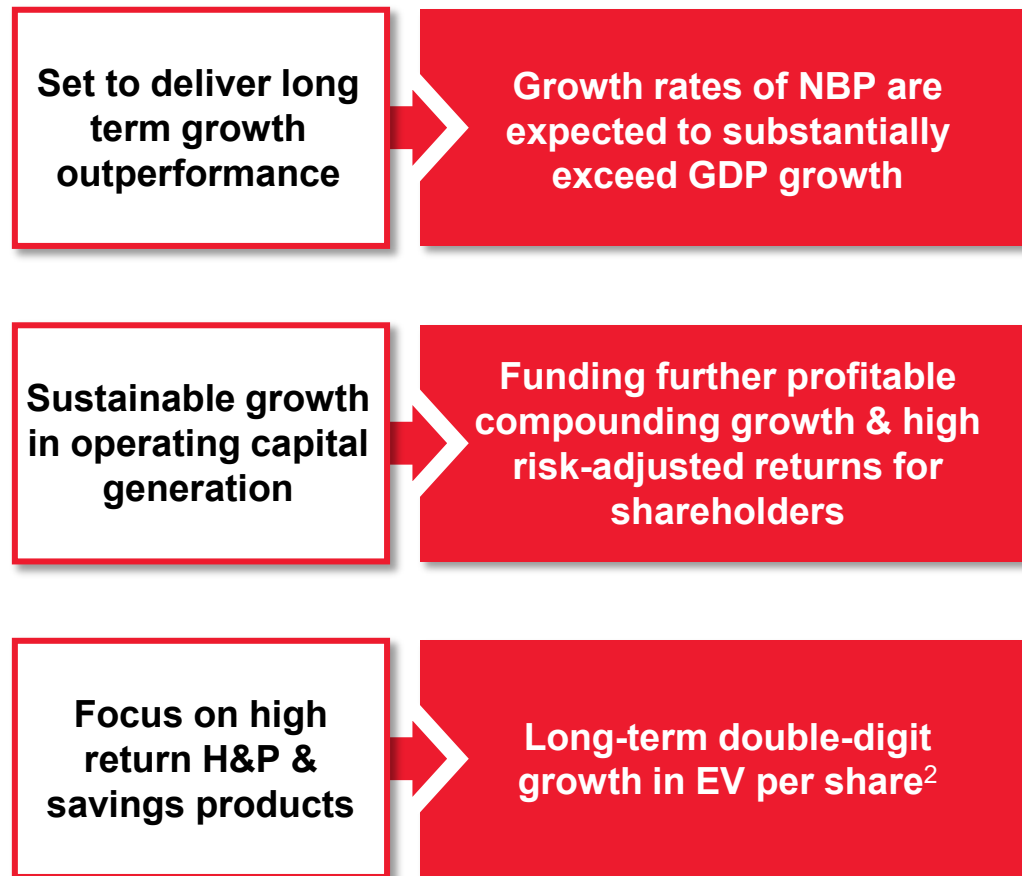 Set to deliver long
term growth
outperformance
Growth rates of NBP are
expected to substantially
exceed GDP growth
Sustainable growth
in operating capital
generation
Funding further profitable
compounding growth & high
risk-adjusted returns for
shareholders
Focus on high
return H&P &
savings products
Long-term double-digit
growth in EV per share²